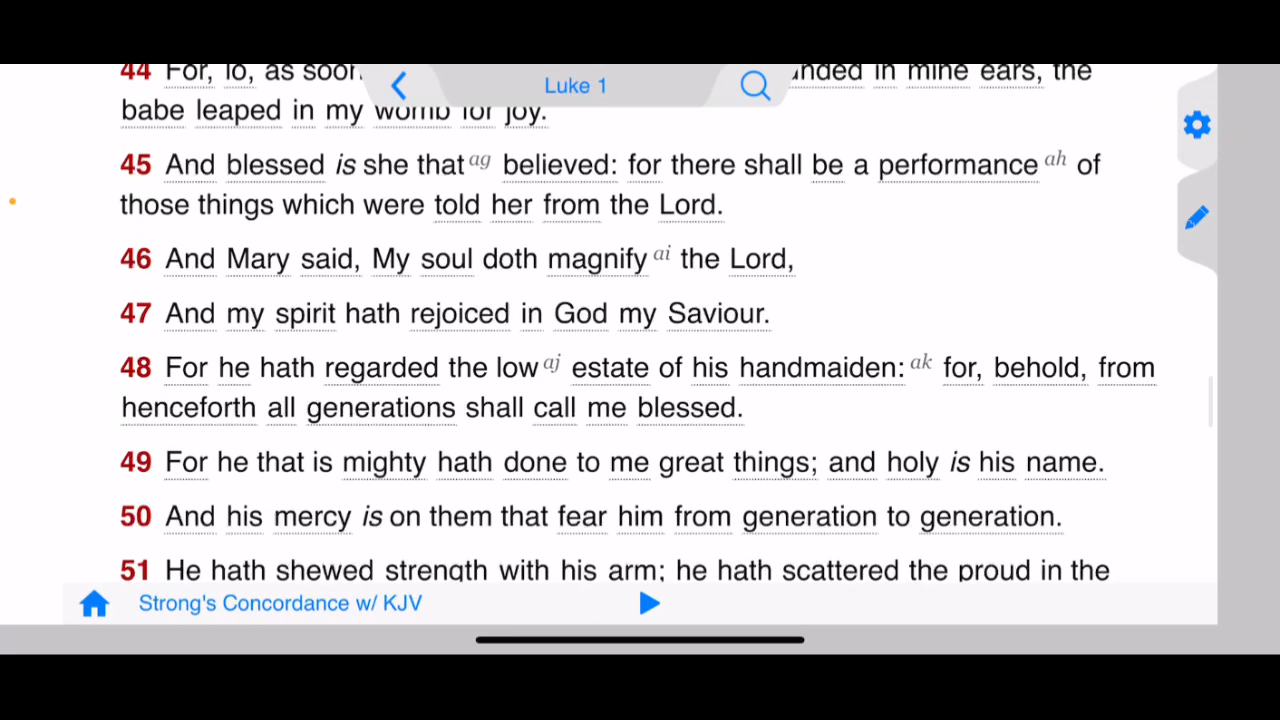 Luke 1
44 For, lo, as soon
unded in mine ears, the
babe leaped in my womb for joy.
45 And blessed is she that ag believed: for there shall be a performance ah of
those things which were told her from the Lord.
46 And Mary said, My soul doth magnify ai the Lord,
47 And my spirit hath rejoiced in God my Saviour.
48 For he hath regarded the low aj estate of his handmaiden: ak for, behold, from
henceforth all generations shall call me blessed.
49 For he that is mighty hath done to me great things; and holy is his name.
50 And his mercy is on them that fear him from generation to generation.
51 He hath shewed strength with his arm; he hath scattered the proud in the
Strong's Concordance w/ KJV